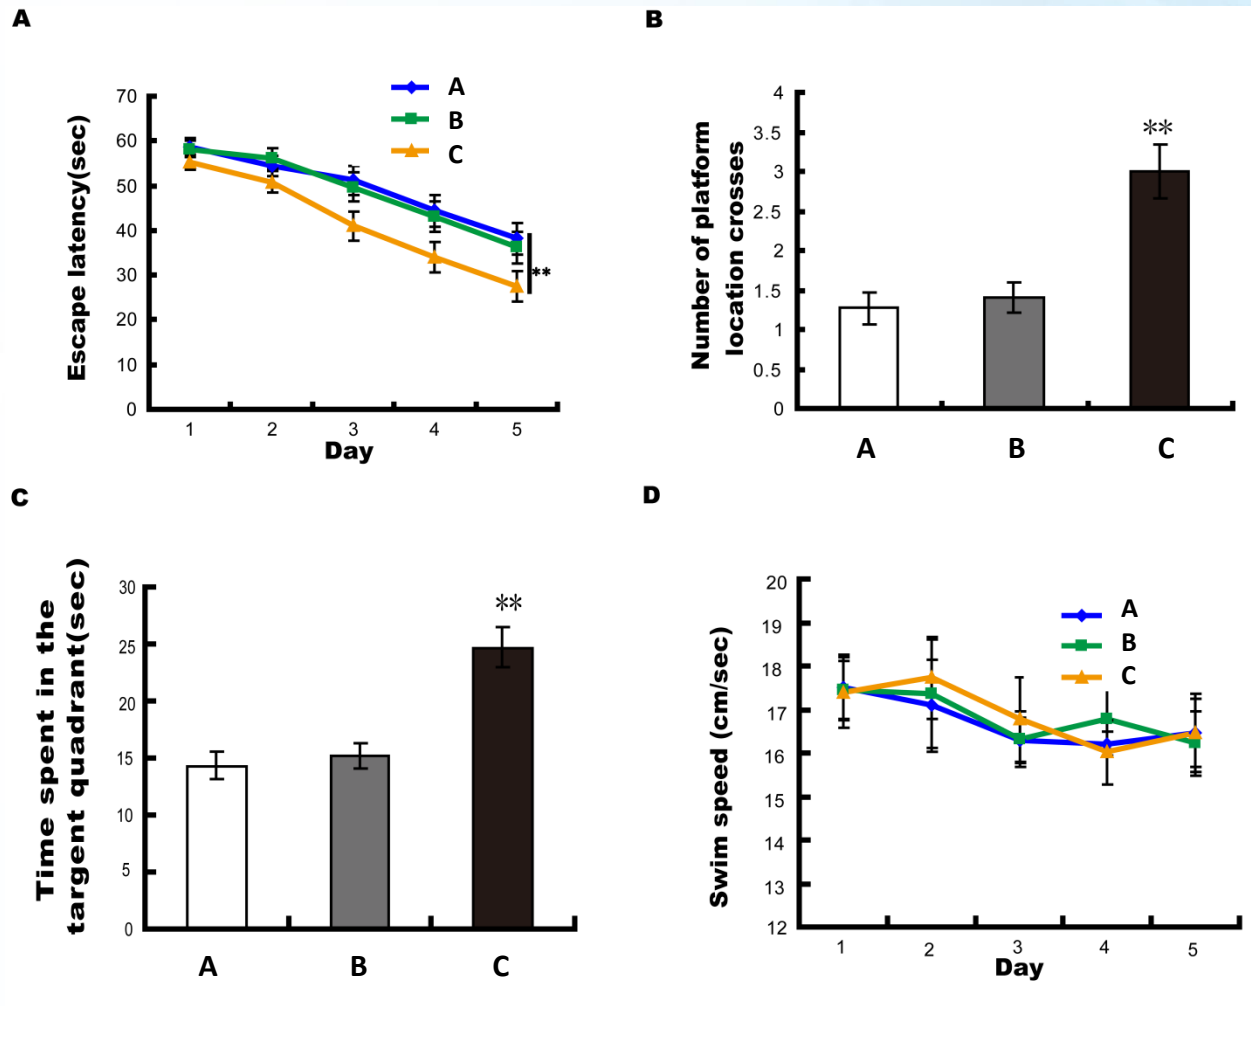 A
A
B
C
Escape latency(sec)
70
60
50
40
30
20
10
0
**
1 2 3 4 5
Day
B
Number of platform
location crosses
4
3.5
3
2.5
2
1.5
1
0.5
0
**
A B C
C
Time spent in the
targent quadrant(sec)
30
25
20
15
10
5
0
**
A B C
D
A
B
C
Swim speed (cm/sec)
20
19
18
17
16
15
14
13
12
1 2 3 4 5
Day